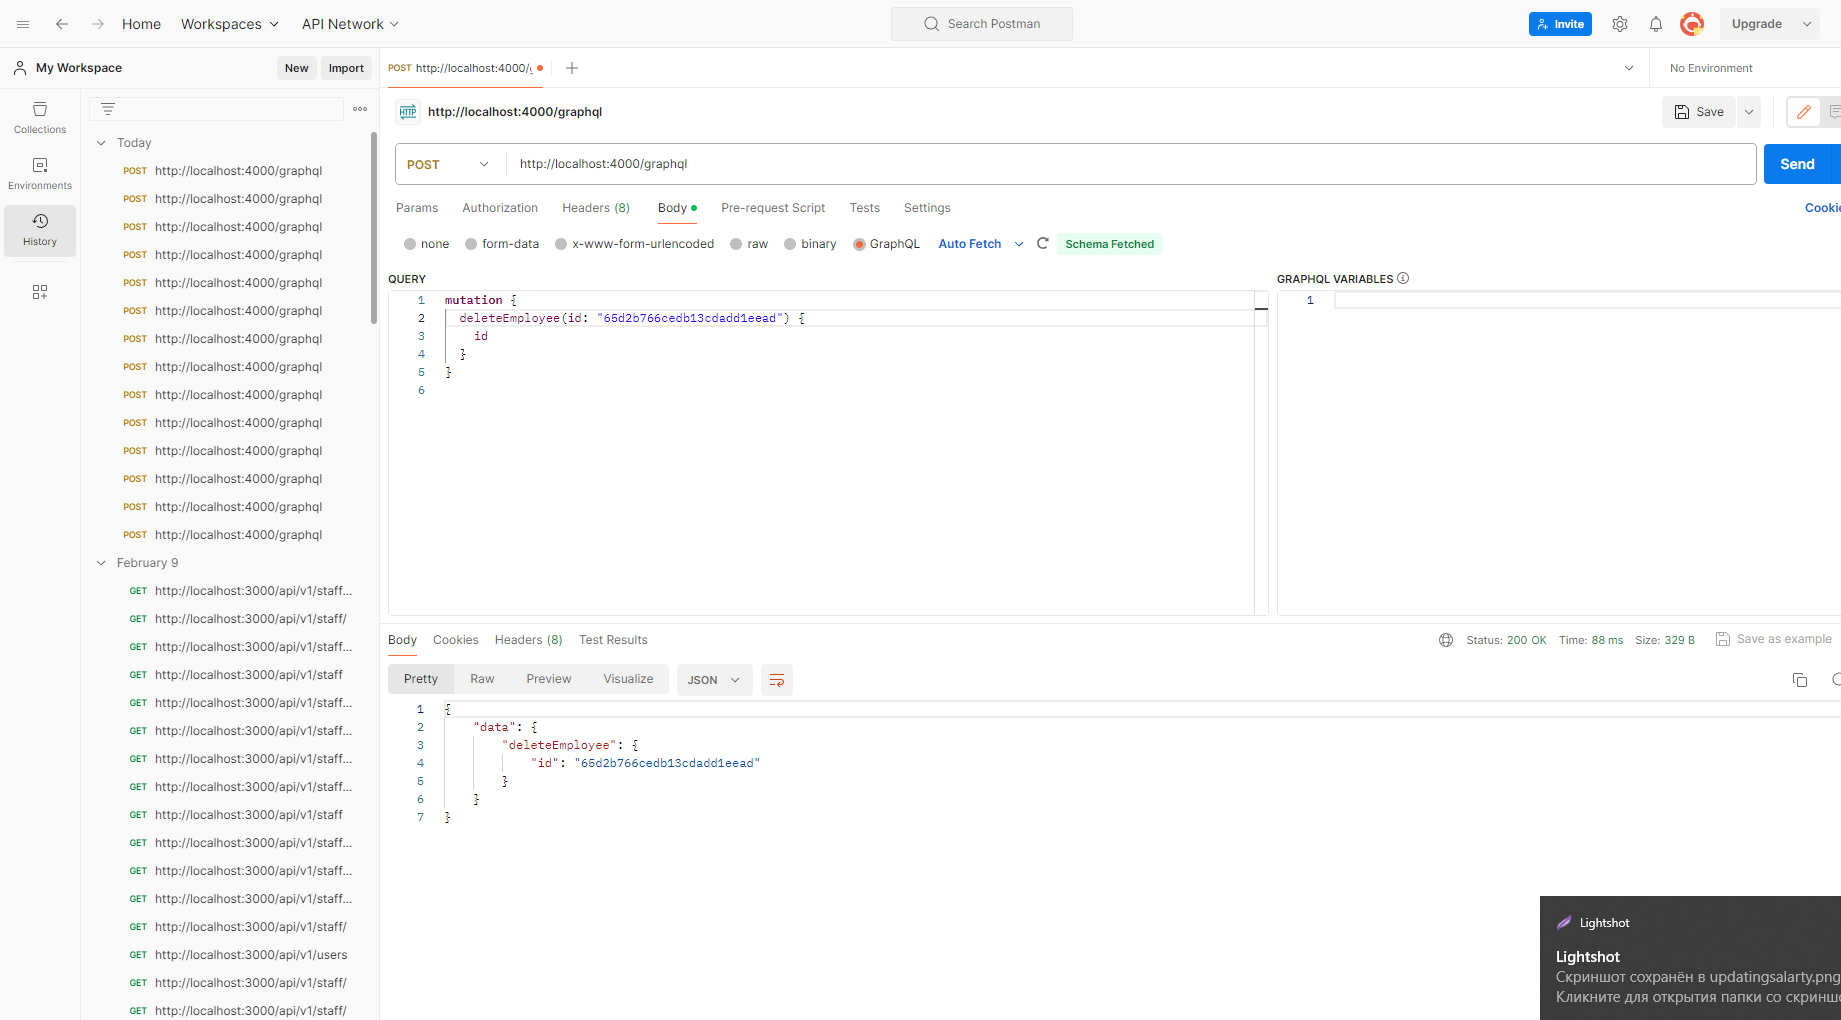 Home Workspaces API Network Search Postman Invite Upgrade
My Workspace New Import
POST http://localhost:4000/ No Environment
Collections
Environments
History
Today
POST http://localhost:4000/graphql
POST http://localhost:4000/graphql
POST http://localhost:4000/graphql
POST http://localhost:4000/graphql
POST http://localhost:4000/graphql
POST http://localhost:4000/graphql
POST http://localhost:4000/graphql
POST http://localhost:4000/graphql
POST http://localhost:4000/graphql
POST http://localhost:4000/graphql
POST http://localhost:4000/graphql
POST http://localhost:4000/graphql
POST http://localhost:4000/graphql
POST http://localhost:4000/graphql
February 9
GET http://localhost:3000/api/v1/staff...
GET http://localhost:3000/api/v1/staff/
GET http://localhost:3000/api/v1/staff...
GET http://localhost:3000/api/v1/staff
GET http://localhost:3000/api/v1/staff...
GET http://localhost:3000/api/v1/staff...
GET http://localhost:3000/api/v1/staff...
GET http://localhost:3000/api/v1/staff...
GET http://localhost:3000/api/v1/staff
GET http://localhost:3000/api/v1/staff...
GET http://localhost:3000/api/v1/staff...
GET http://localhost:3000/api/v1/staff...
GET http://localhost:3000/api/v1/staff/
GET http://localhost:3000/api/v1/users
GET http://localhost:3000/api/v1/staff/
GET http://localhost:3000/api/v1/staff/
HTTP http://localhost:4000/graphql Save
POST http://localhost:4000/graphql Send
Params Authorization Headers (8) Body Pre-request Script Tests Settings Cookie
none form-data x-www-form-urlencoded raw binary GraphQL Auto Fetch Schema Fetched
QUERY
1 mutation {
2 deleteEmployee(id: "65d2b766cedb13cdadd1eead") {
3 id
4 }
5 }
6
GRAPHQL VARIABLES
1
Body Cookies Headers (8) Test Results Status: 200 OK Time: 88 ms Size: 329 B Save as example
Pretty Raw Preview Visualize JSON
1 {
2 "data": {
3 "deleteEmployee": {
4 "id": "65d2b766cedb13cdadd1eead"
5 }
6 }
7 }
Lightshot
Lightshot
Скриншот сохранён в updatingsalarty.png
Кликните для открытия папки со скриншо